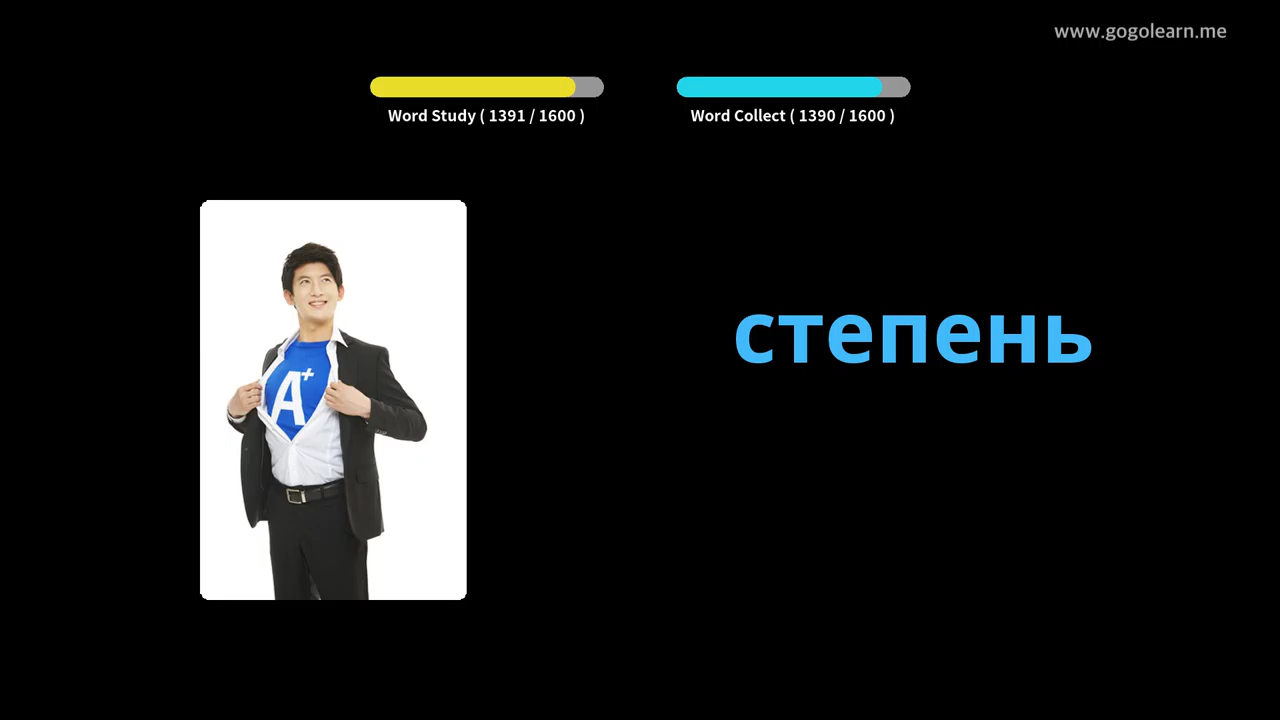 www.gogolearn.me
Word Study ( 1391 / 1600 )
Word Collect ( 1390 / 1600 )
степень
A+